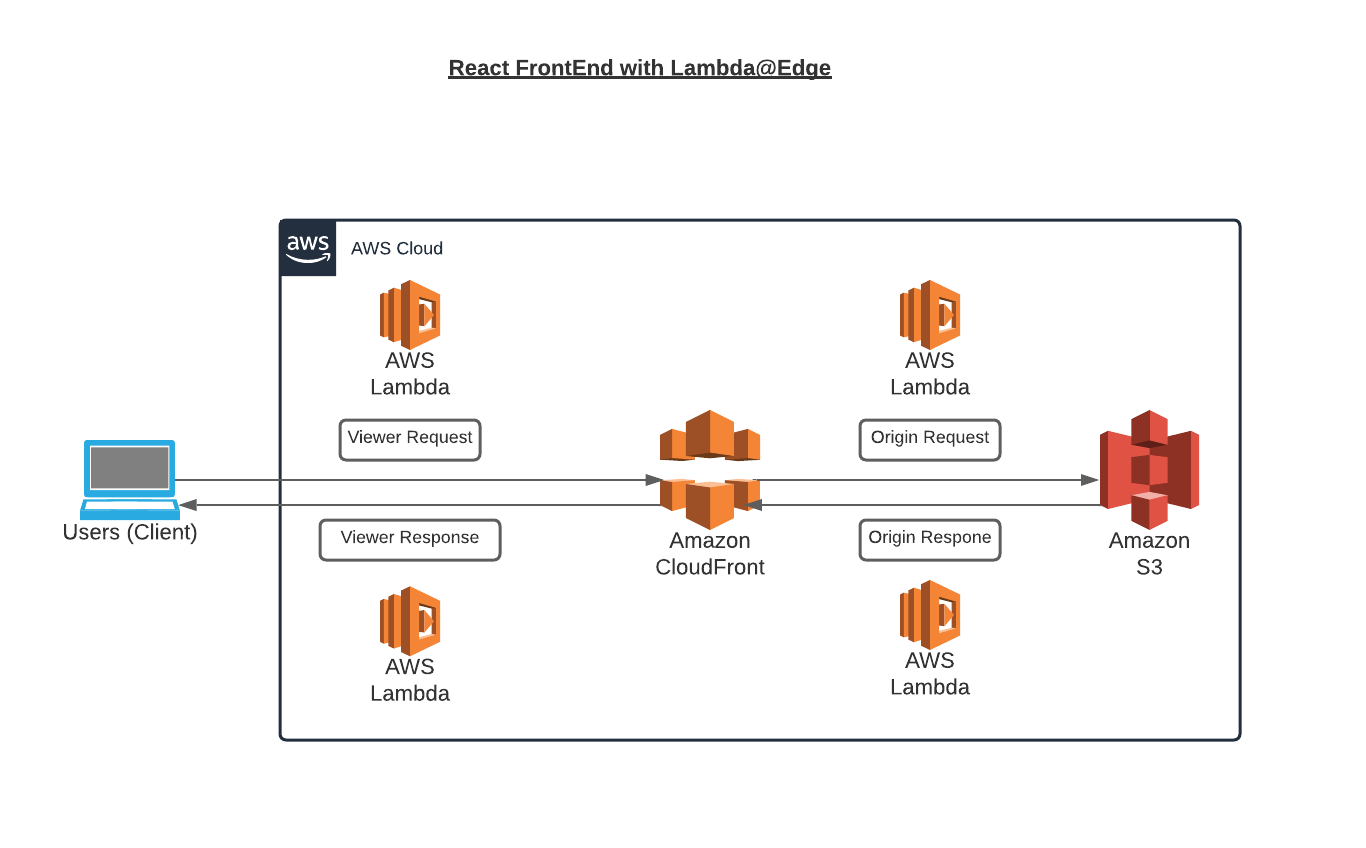 React FrontEnd with Lambda@Edge
aws
AWS Cloud
AWS
Lambda
AWS
Lambda
Viewer Request
Origin Request
Users (Client)
Viewer Response
Amazon
CloudFront
Origin Respone
Amazon
S3
AWS
Lambda
AWS
Lambda